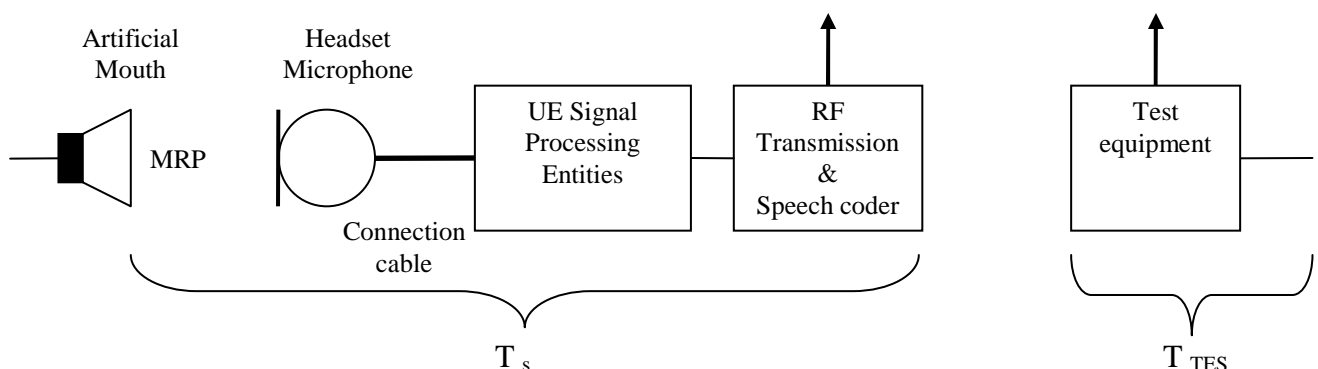 Artificial
Mouth
Headset
Microphone
MRP
Connection
cable
UE Signal
Processing
Entities
RF
Transmission
&
Speech coder
Test
equipment
T s
T TES